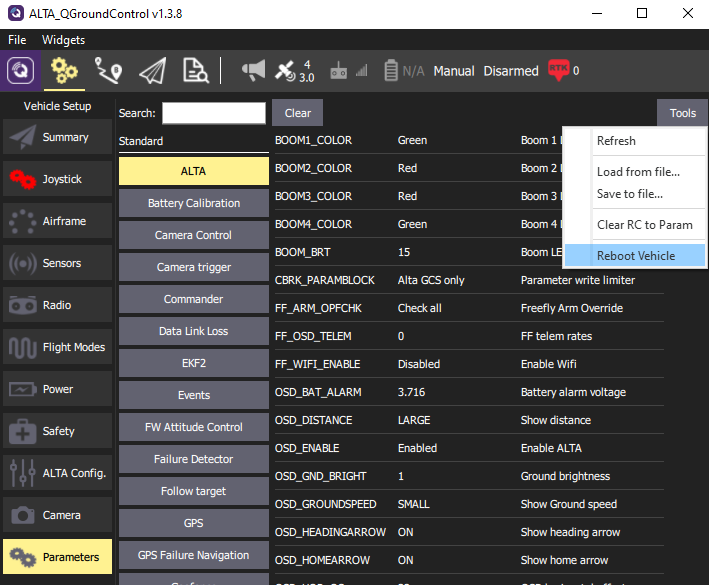 ALTA_QGroundControl v1.3.8
File Widgets
4
3.0
N/A Manual Disarmed RTK 0
Vehicle Setup
Summary
Joystick
Airframe
Sensors
Radio
Flight Modes
Power
Safety
ALTA Config.
Camera
Parameters
Search: Clear Tools
Standard
ALTA
Battery Calibration
Camera Control
Camera trigger
Commander
Data Link Loss
EKF2
Events
FW Attitude Control
Failure Detector
Follow target
GPS
GPS Failure Navigation
BOOM1_COLOR Green Boom 1
BOOM2_COLOR Red Boom 2
BOOM3_COLOR Red Boom 3
BOOM4_COLOR Green Boom 4
BOOM_BRT 15 Boom LE
CBRK_PARAMBLOCK Alta GCS only Parameter write limiter
FF_ARM_OPFCHK Check all Freefly Arm Override
FF_OSD_TELEM 0 FF telem rates
FF_WIFI_ENABLE Disabled Enable Wifi
OSD_BAT_ALARM 3.716 Battery alarm voltage
OSD_DISTANCE LARGE Show distance
OSD_ENABLE Enabled Enable ALTA
OSD_GND_BRIGHT 1 Ground brightness
OSD_GROUNDSPEED SMALL Show Ground speed
OSD_HEADINGARROW ON Show heading arrow
OSD_HOMEARROW ON Show home arrow
Refresh
Load from file...
Save to file...
Clear RC to Param
Reboot Vehicle